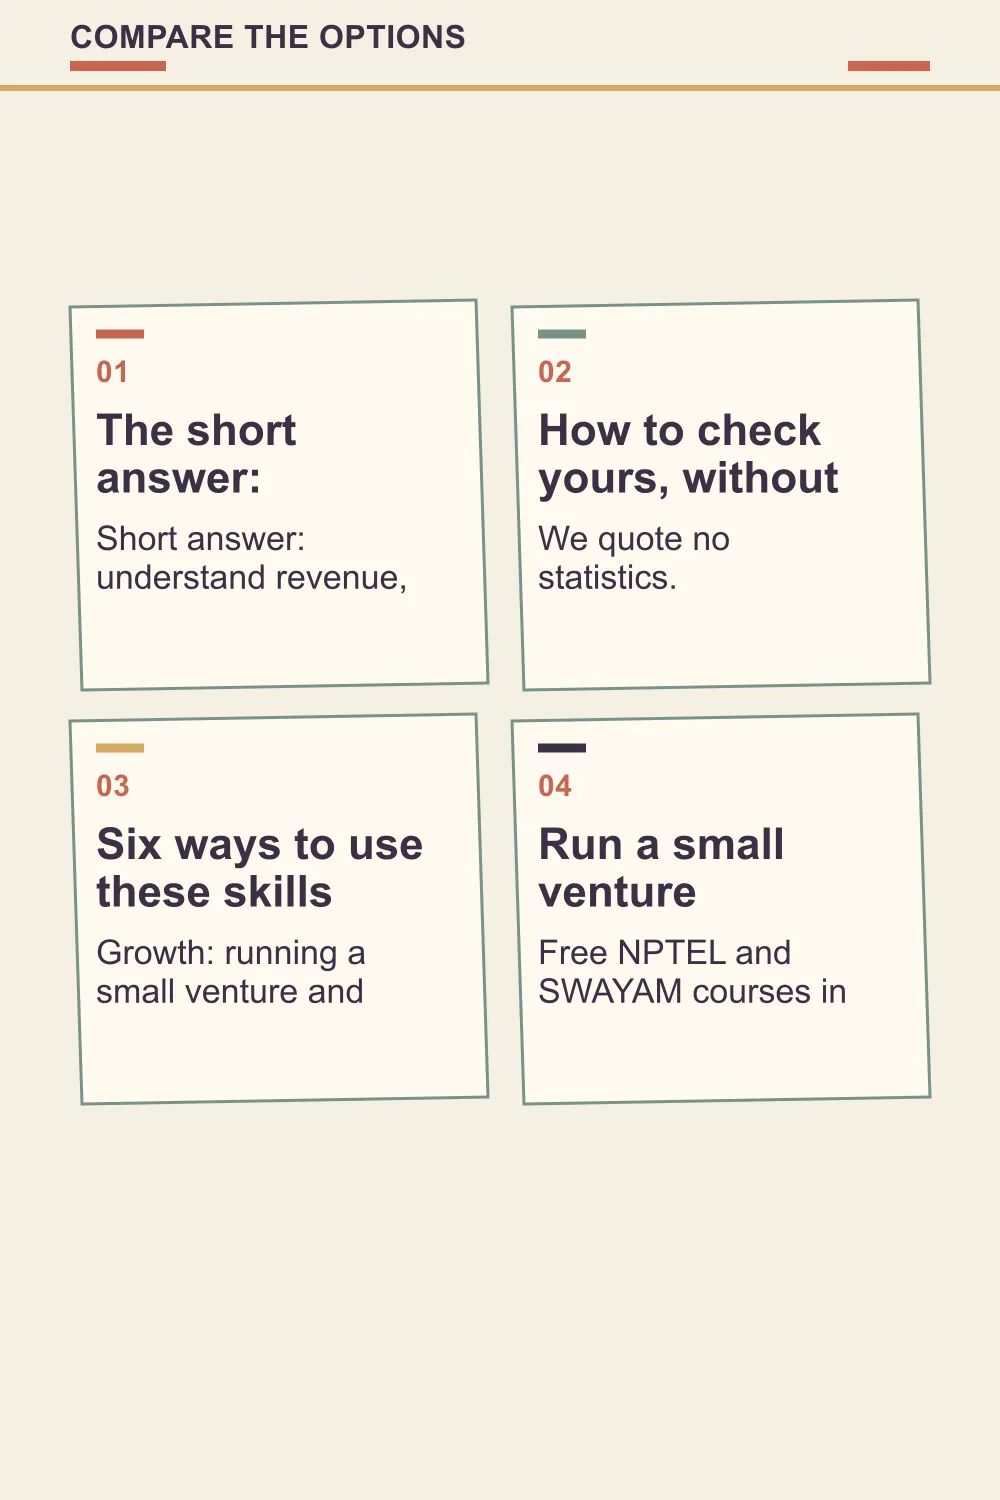 COMPARE THE OPTIONS
01
The short
answer:
Short answer:
understand revenue,
02
How to check
yours, without
We quote no
statistics.
03
Six ways to use
these skills
Growth: running a
small venture and
04
Run a small
venture
Free NPTEL and
SWAYAM courses in